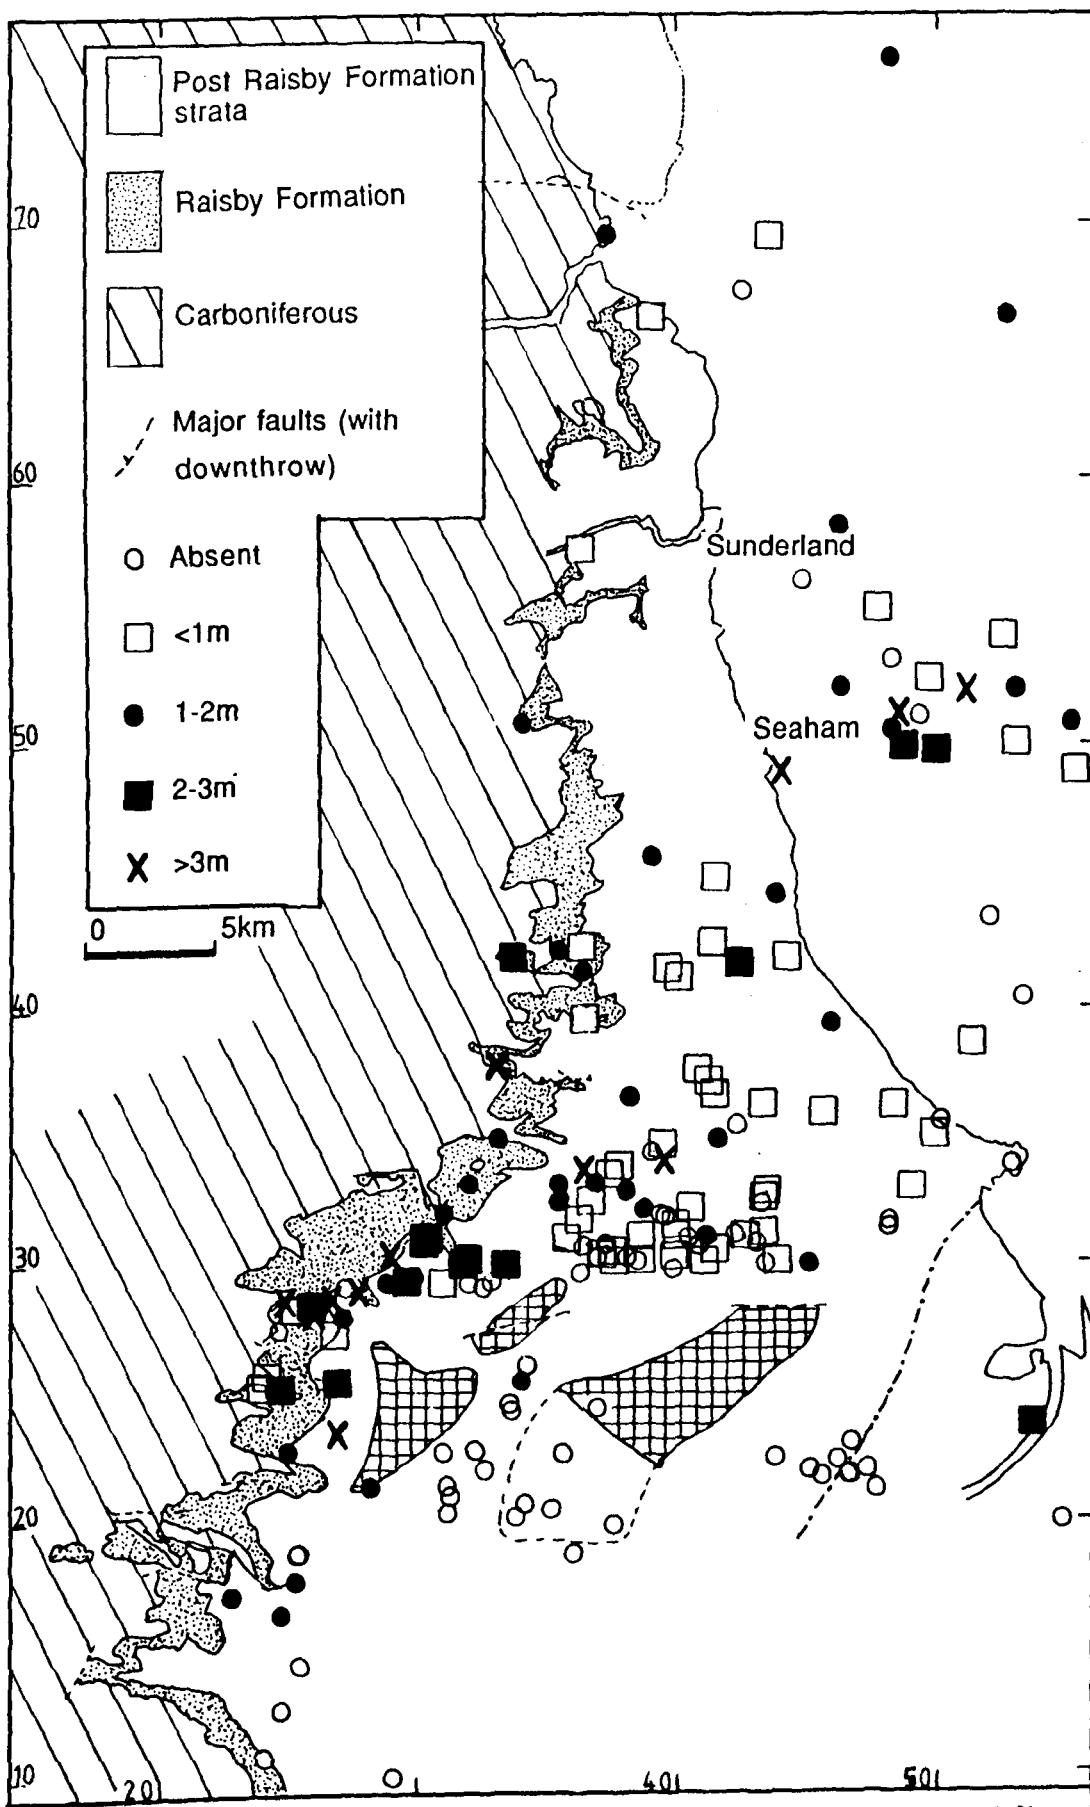 Post Raisby Formation
strata
Raisby Formation
Carboniferous
Major faults (with
downthrow)
Absent
<1m
1-2m
2-3m
>3m
0 5km
70
60
50
40
30
20
10
20
40
50
Sunderland
Seaham